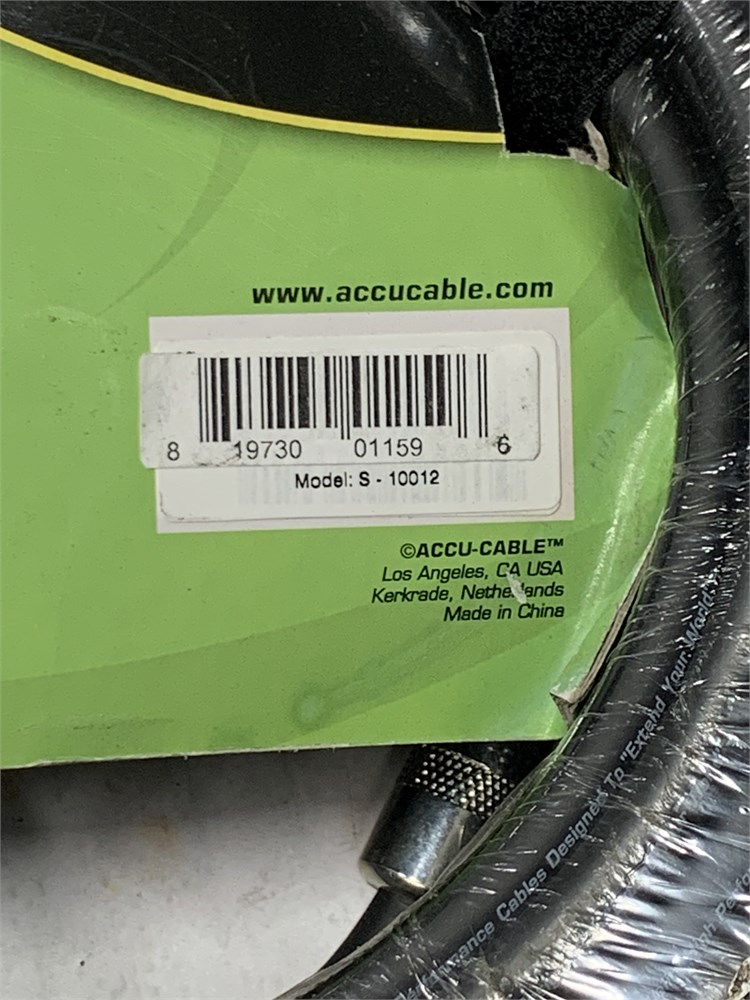 www.accucable.com
8 19730 01159 6
Model: S - 10012
©ACCU-CABLE™
Los Angeles, CA USA
Kerkrade, Netherlands
Made in China
Cables Designed To "Extend Your World"